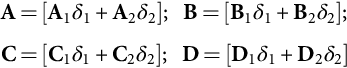 A = [A₁δ₁ + A₂δ₂]; B = [B₁δ₁ + B₂δ₂];
C = [C₁δ₁ + C₂δ₂]; D = [D₁δ₁ + D₂δ₂]